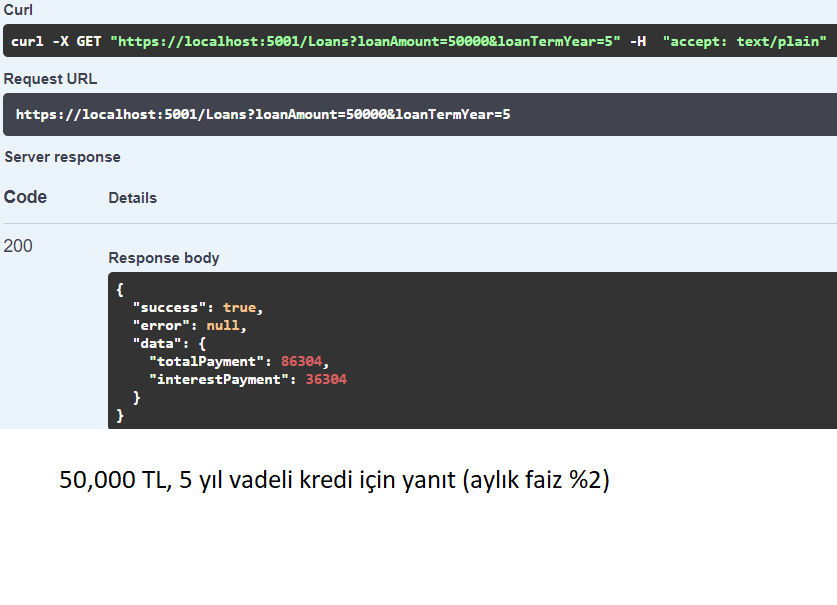 Curl
curl -X GET "https://localhost:5001/Loans?loanAmount=50000&loanTermYear=5" -H  "accept: text/plain"
Request URL
https://localhost:5001/Loans?loanAmount=50000&loanTermYear=5
Server response
Code Details
200
Response body
{
  "success": true,
  "error": null,
  "data": {
    "totalPayment": 86304,
    "interestPayment": 36304
  }
}
50,000 TL, 5 yıl vadeli kredi için yanıt (aylık faiz %2)